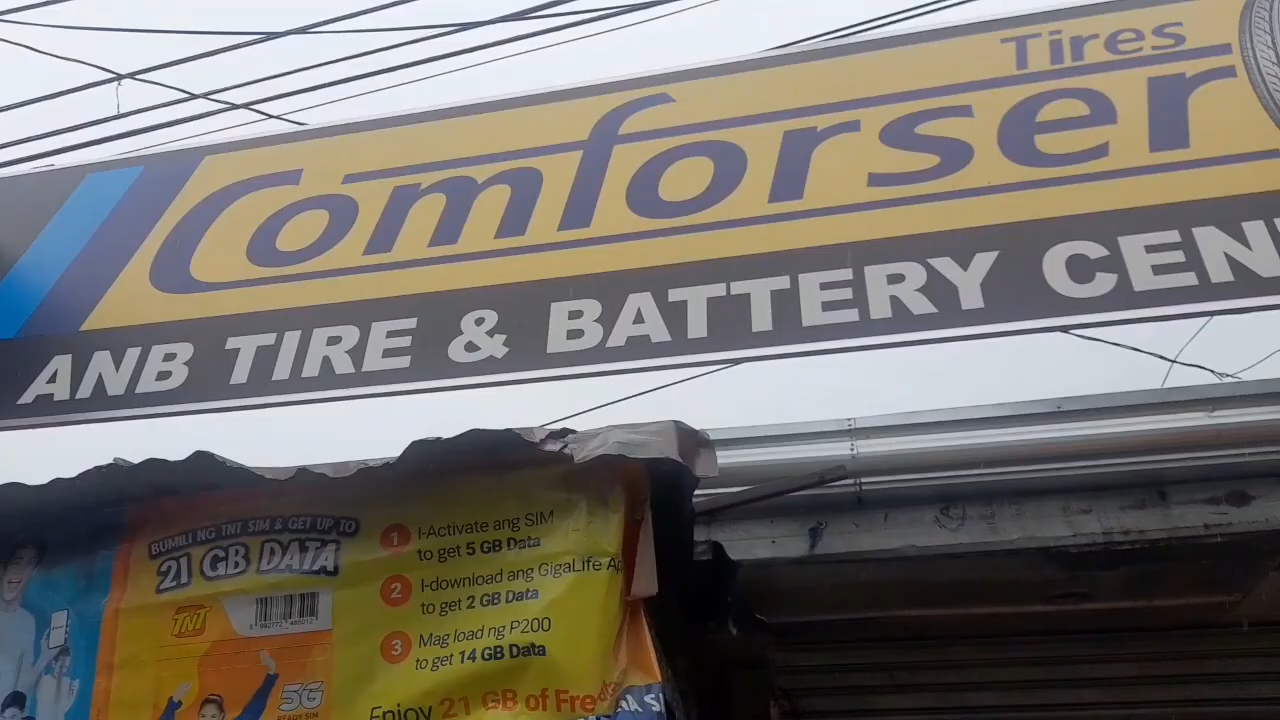 Tires
Comforser
ANB TIRE & BATTERY CEN
BUMILI NG TNT SIM & GET UP TO
21 GB DATA
TNT
5G
READY SIM
1 I-Activate ang SIM
to get 5 GB Data
2 I-download ang GigaLife Ap
to get 2 GB Data
3 Mag load ng P200
to get 14 GB Data
Enjoy 21 GB of Free